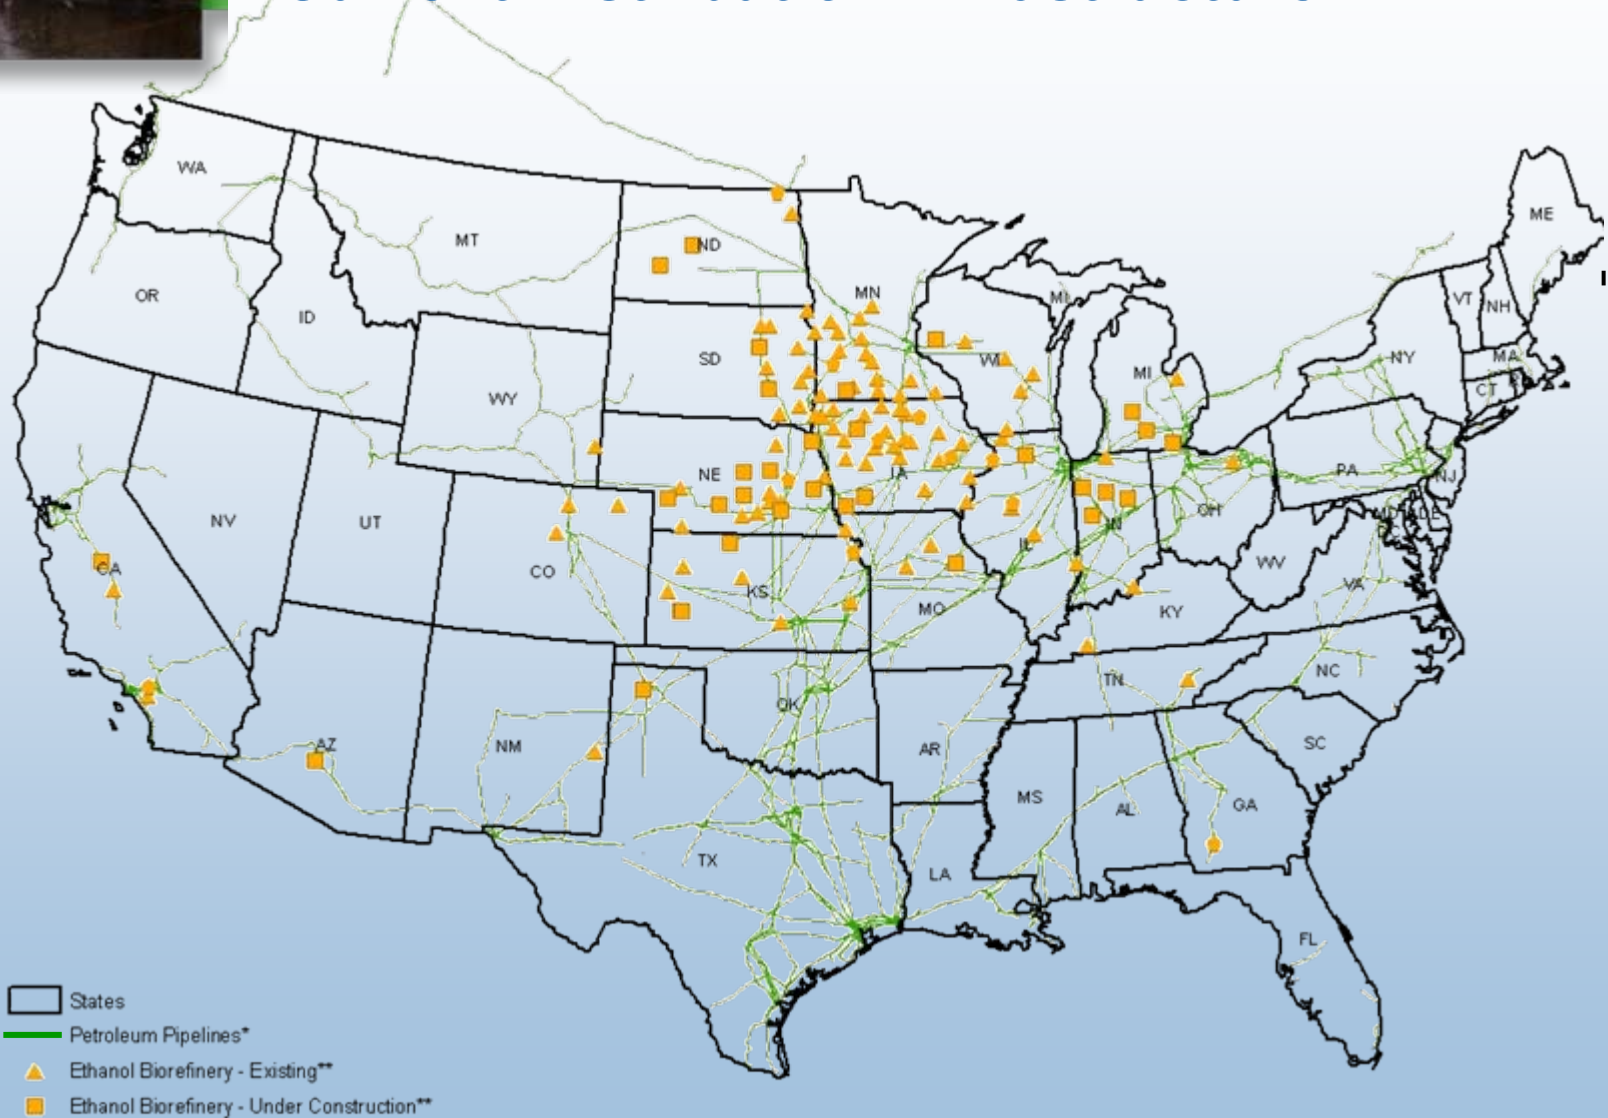 WA
MT
ND
MN
ME
OR
ID
SD
WY
WI
MI
MI
VT
NH
NY
MA
CT
NE
IA
PA
NJ
NV
UT
CO
KS
MO
IL
IN
OH
WV
VA
KY
CA
AZ
NM
OK
AR
TN
NC
SC
MS
AL
GA
TX
LA
FL
States
Petroleum Pipelines*
Ethanol Biorefinery - Existing**
Ethanol Biorefinery - Under Construction**